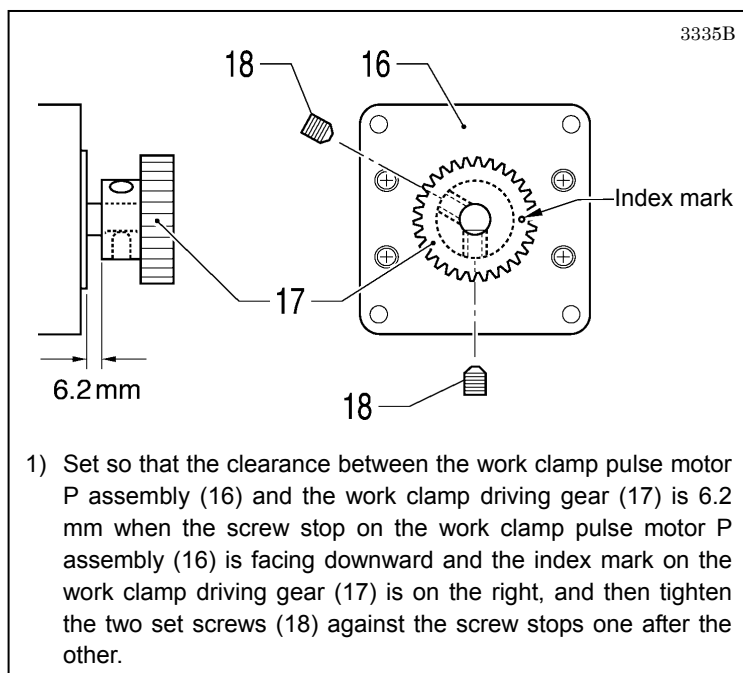 3335B
18
16
Index mark
17
6.2 mm
18
1) Set so that the clearance between the work clamp pulse motor
P assembly (16) and the work clamp driving gear (17) is 6.2
mm when the screw stop on the work clamp pulse motor P
assembly (16) is facing downward and the index mark on the
work clamp driving gear (17) is on the right, and then tighten
the two set screws (18) against the screw stops one after the
other.